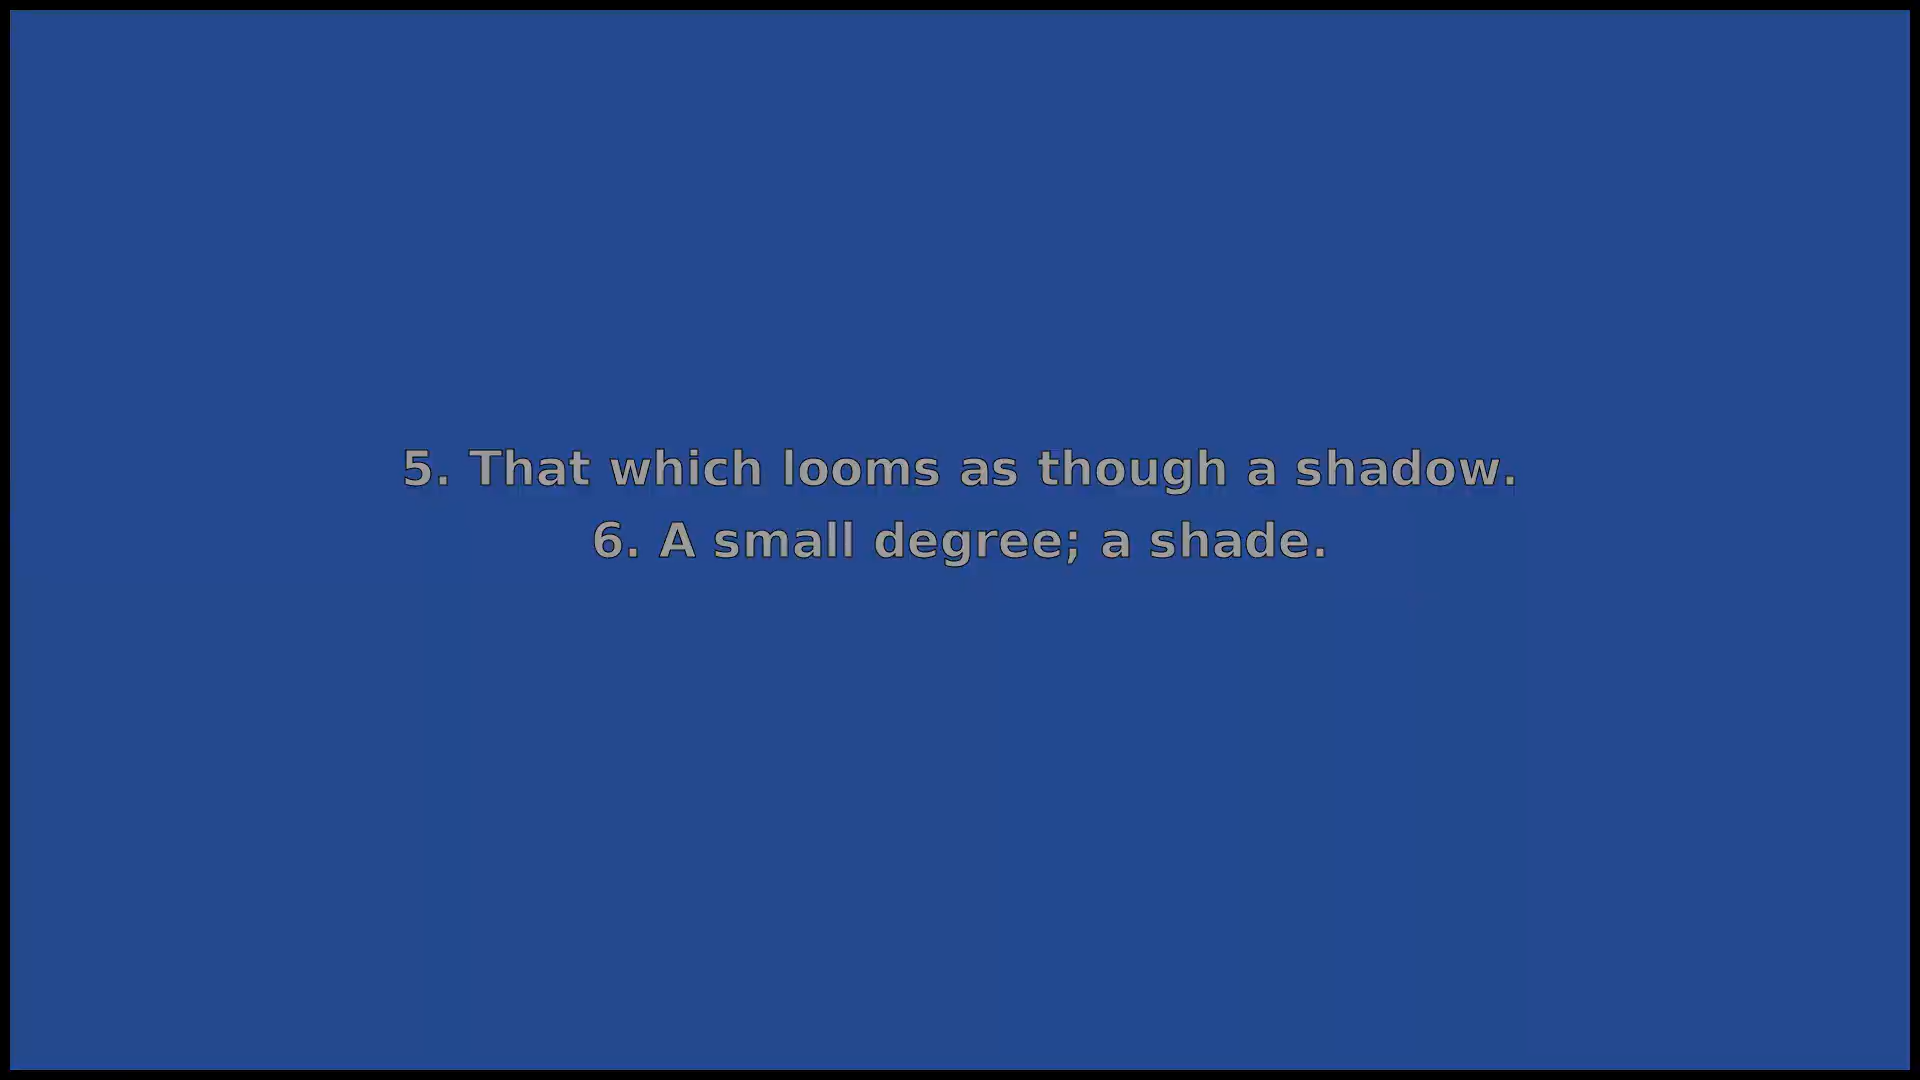 5. That which looms as though a shadow.
6. A small degree; a shade.